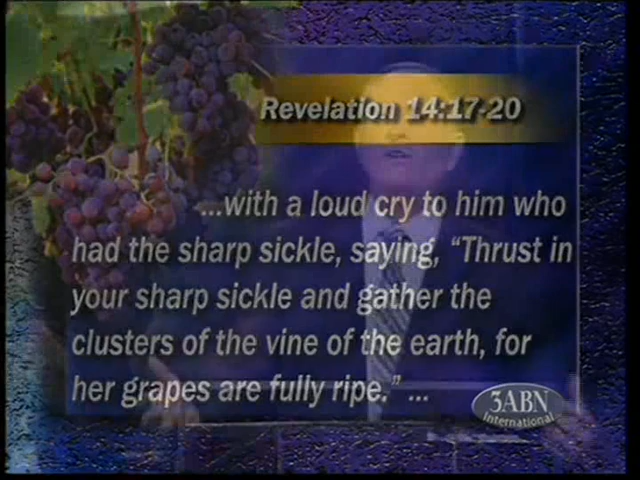 Revelation 14:17-20
...with a loud cry to him who
had the sharp sickle, saying, “Thrust in
your sharp sickle and gather the
clusters of the vine of the earth, for
her grapes are fully ripe.” ...
3ABN
International